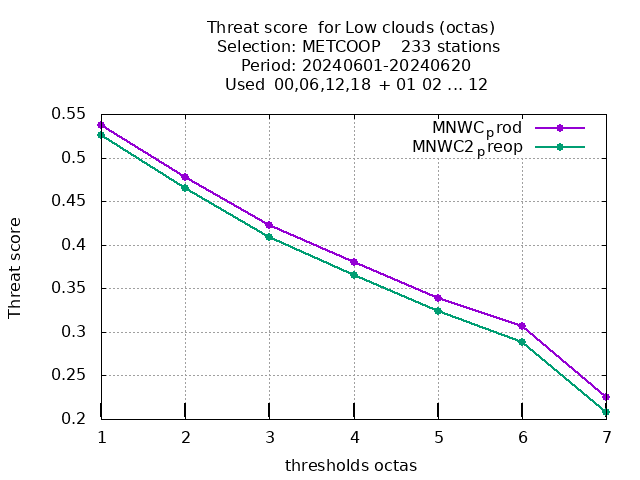 Threat score  for Low clouds (octas)
Selection: METCOOP    233 stations
Period: 20240601-20240620
Used  00,06,12,18  + 01 02 ... 12
MNWCprod
MNWC2preop
0.55
0.5
0.45
0.4
0.35
0.3
0.25
0.2
Threat score
1 2 3 4 5 6 7
thresholds octas